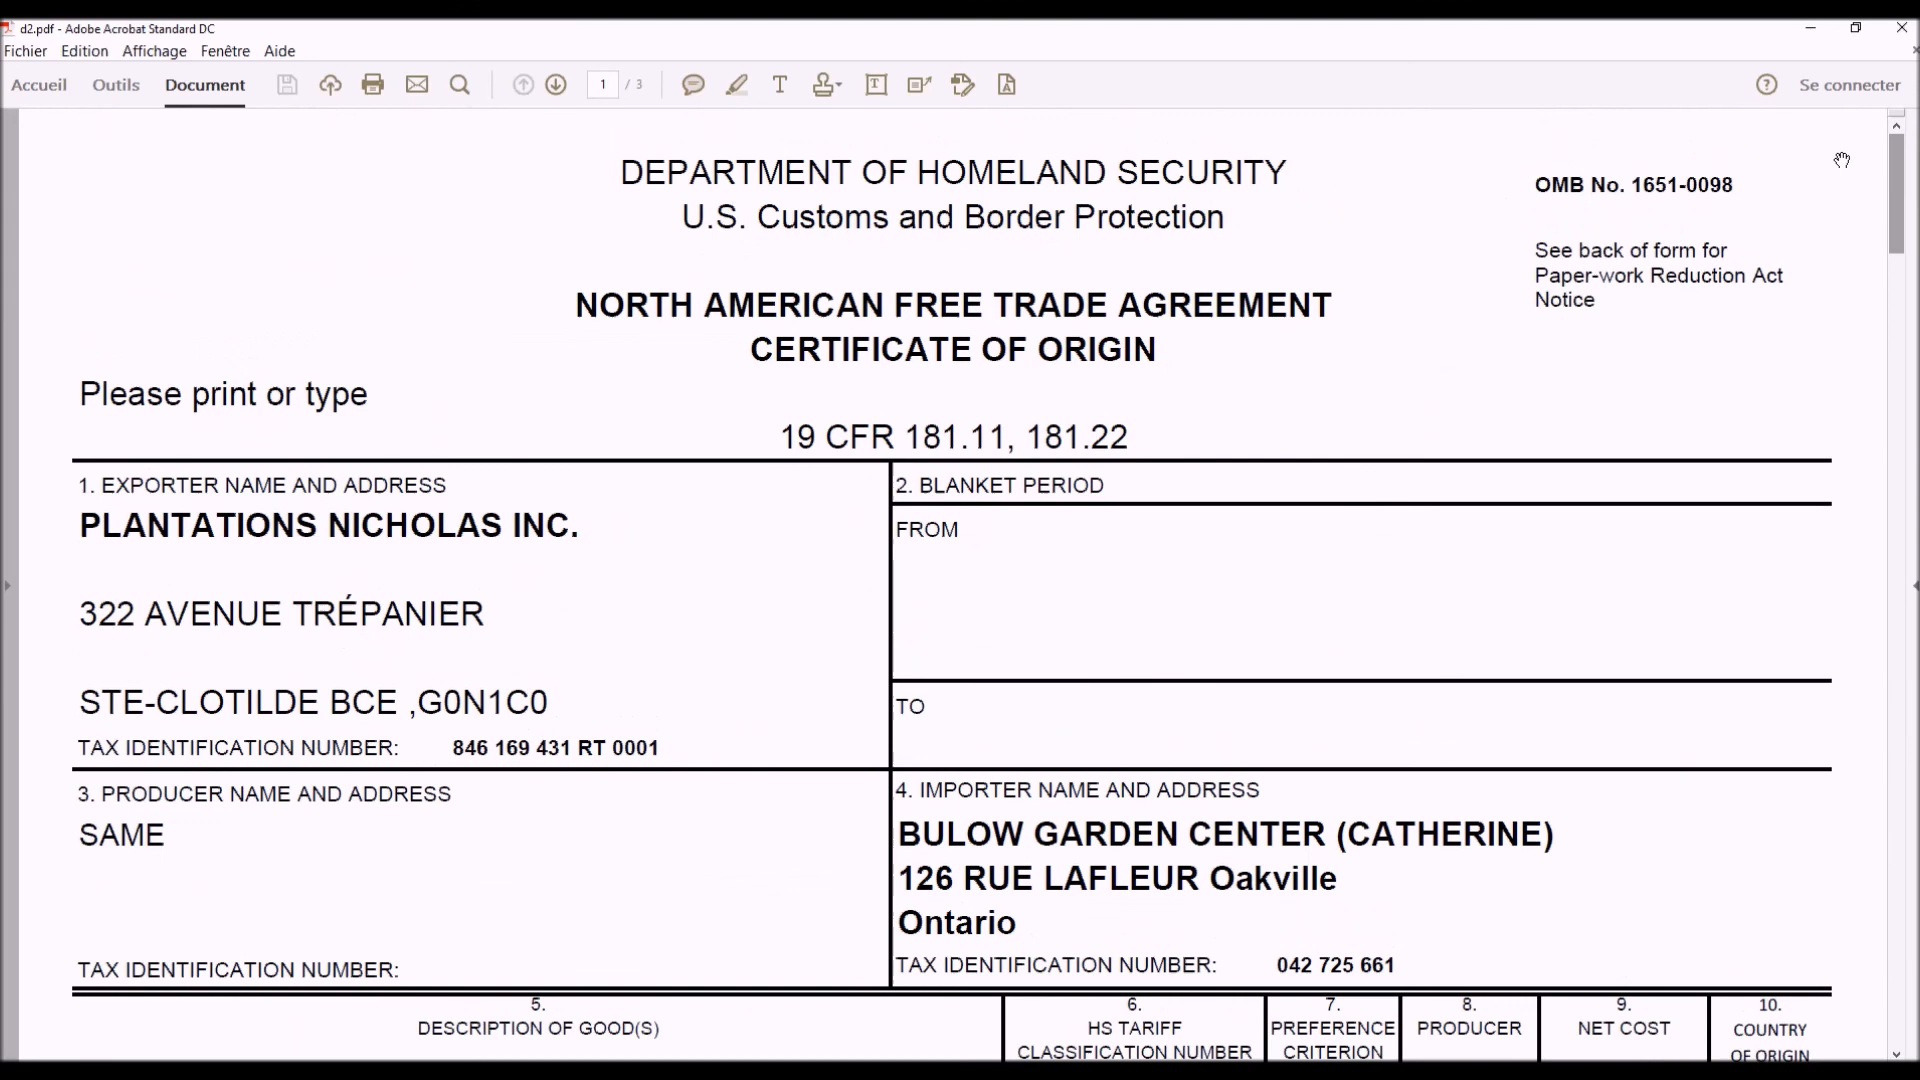 d2.pdf - Adobe Acrobat Standard DC
Fichier Edition Affichage Fenêtre Aide
Accueil Outils Document 1 / 3 Se connecter
DEPARTMENT OF HOMELAND SECURITY
U.S. Customs and Border Protection
OMB No. 1651-0098
See back of form for
Paper-work Reduction Act
Notice
NORTH AMERICAN FREE TRADE AGREEMENT
CERTIFICATE OF ORIGIN
Please print or type
19 CFR 181.11, 181.22
1. EXPORTER NAME AND ADDRESS
PLANTATIONS NICHOLAS INC.
322 AVENUE TRÉPANIER
STE-CLOTILDE BCE ,G0N1C0
TAX IDENTIFICATION NUMBER: 846 169 431 RT 0001
2. BLANKET PERIOD
FROM
TO
3. PRODUCER NAME AND ADDRESS
SAME
TAX IDENTIFICATION NUMBER:
4. IMPORTER NAME AND ADDRESS
BULOW GARDEN CENTER (CATHERINE)
126 RUE LAFLEUR Oakville
Ontario
TAX IDENTIFICATION NUMBER: 042 725 661
5.
DESCRIPTION OF GOOD(S)
6.
HS TARIFF
CLASSIFICATION NUMBER
7.
PREFERENCE
CRITERION
8.
PRODUCER
9.
NET COST
10.
COUNTRY
OF ORIGIN